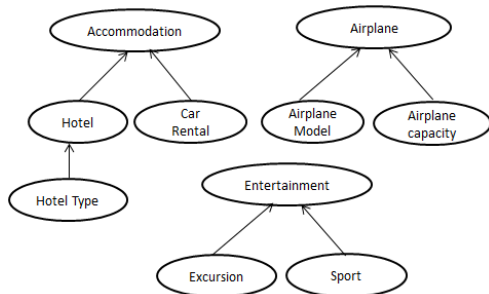 Accommodation
Airplane
Hotel
Car
Rental
Airplane
Model
Airplane
capacity
Hotel Type
Entertainment
Excursion
Sport